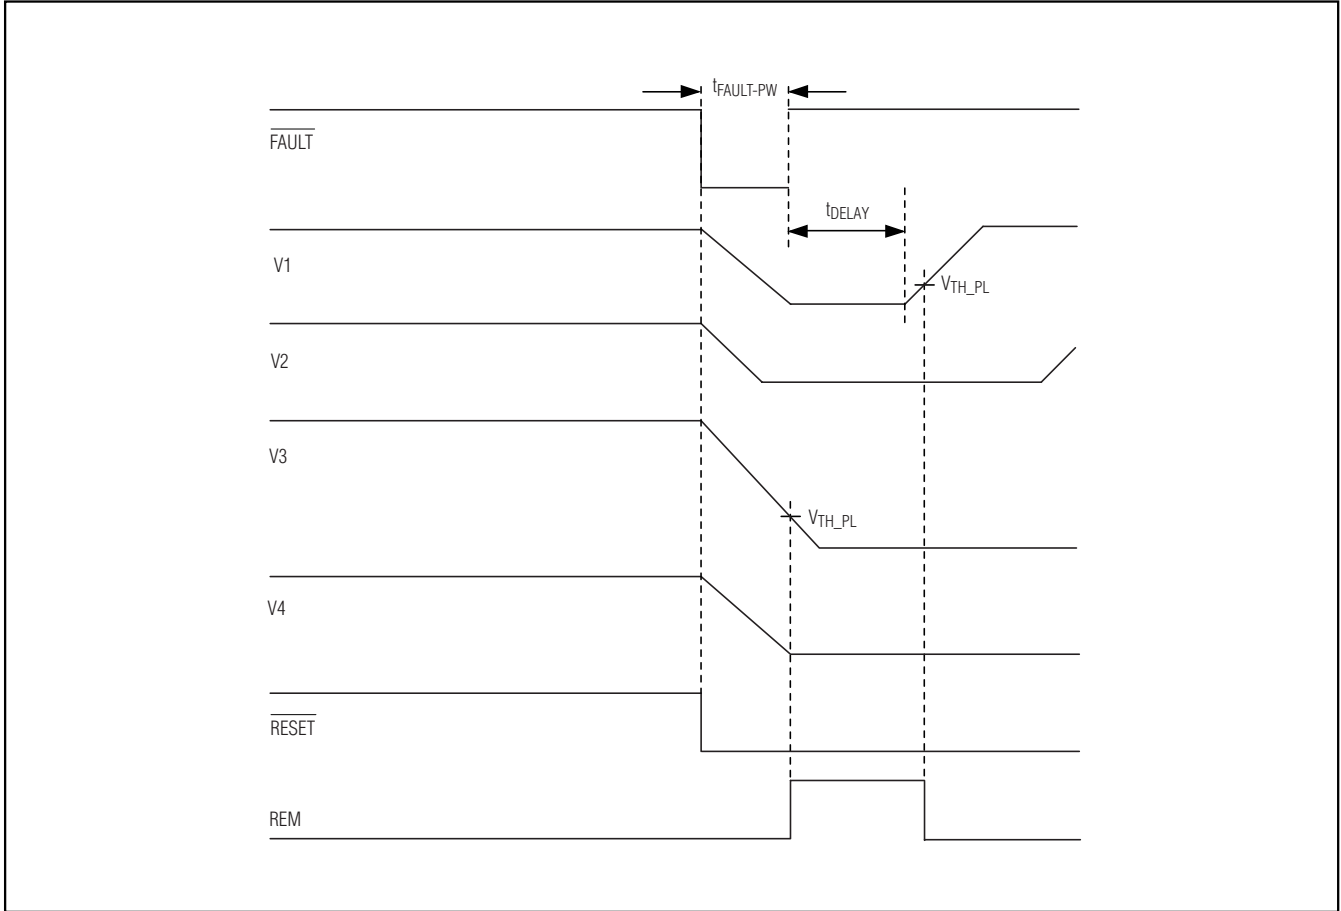 tFAULT-PW
FAULT
tDELAY
V1
VTH_PL
V2
V3
VTH_PL
V4
RESET
REM